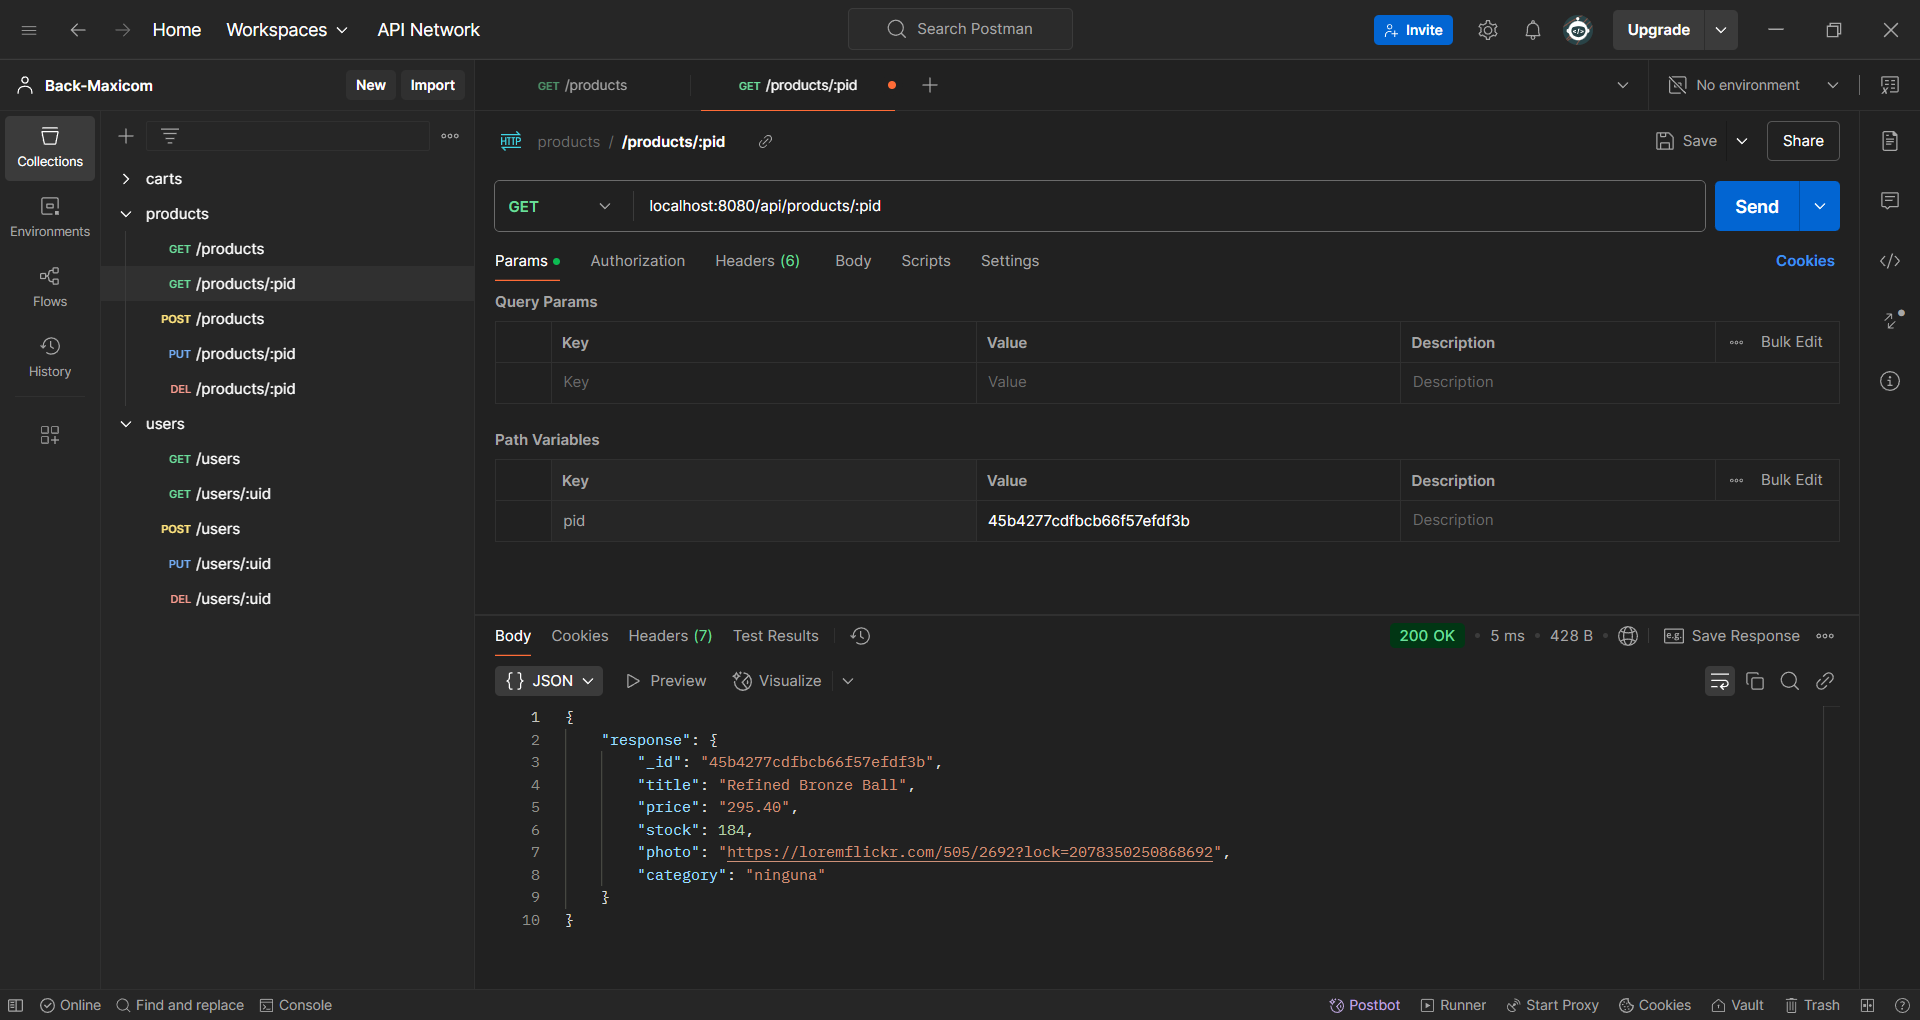 Home Workspaces API Network Search Postman Invite Upgrade
Back-Maxicom New Import GET /products GET /products/:pid No environment
Collections
Environments
Flows
History
carts
products
GET /products
GET /products/:pid
POST /products
PUT /products/:pid
DEL /products/:pid
users
GET /users
GET /users/:uid
POST /users
PUT /users/:uid
DEL /users/:uid
HTTP products / /products/:pid Save Share
GET localhost:8080/api/products/:pid Send
Params Authorization Headers (6) Body Scripts Settings Cookies
Query Params
Key Value Description Bulk Edit
Key Value Description
Path Variables
Key Value Description Bulk Edit
pid 45b4277cdfbcb66f57efdf3b Description
Body Cookies Headers (7) Test Results 200 OK 5 ms 428 B e.g. Save Response
{} JSON Preview Visualize
1 {
2 "response": {
3 "_id": "45b4277cdfbcb66f57efdf3b",
4 "title": "Refined Bronze Ball",
5 "price": "295.40",
6 "stock": 184,
7 "photo": "https://loremflickr.com/505/2692?lock=2078350250868692",
8 "category": "ninguna"
9 }
10 }
Online Find and replace Console Postbot Runner Start Proxy Cookies Vault Trash